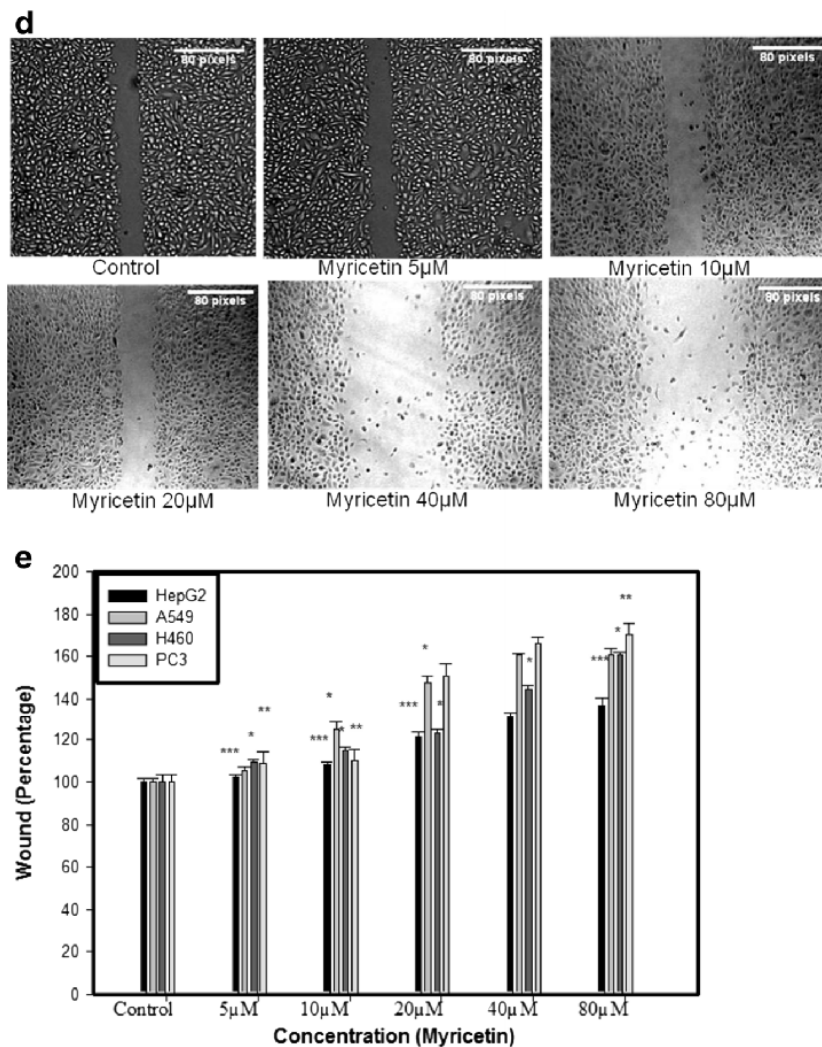 d
80 pixels 80 pixels 80 pixels
Control Myricetin 5µM Myricetin 10µM
80 pixels 80 pixels 80 pixels
Myricetin 20µM Myricetin 40µM Myricetin 80µM
e
200
180
160
140
120
100
80
60
40
20
0
Wound (Percentage)
HepG2
A549
H460
PC3
*** * **
*** * * **
*** * *
*
*** * **
Control 5µM 10µM 20µM 40µM 80µM
Concentration (Myricetin)